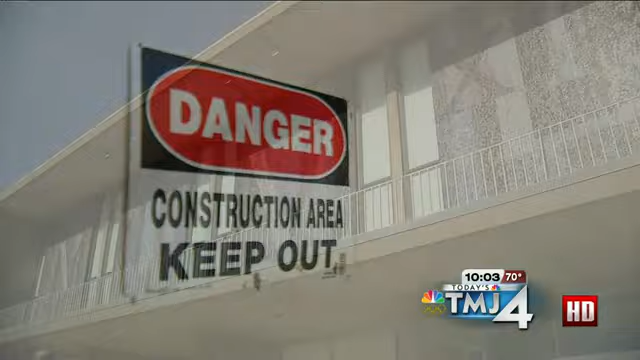 DANGER
CONSTRUCTION AREA
KEEP OUT
10:03 70°
TODAY'S
TMJ4
HD